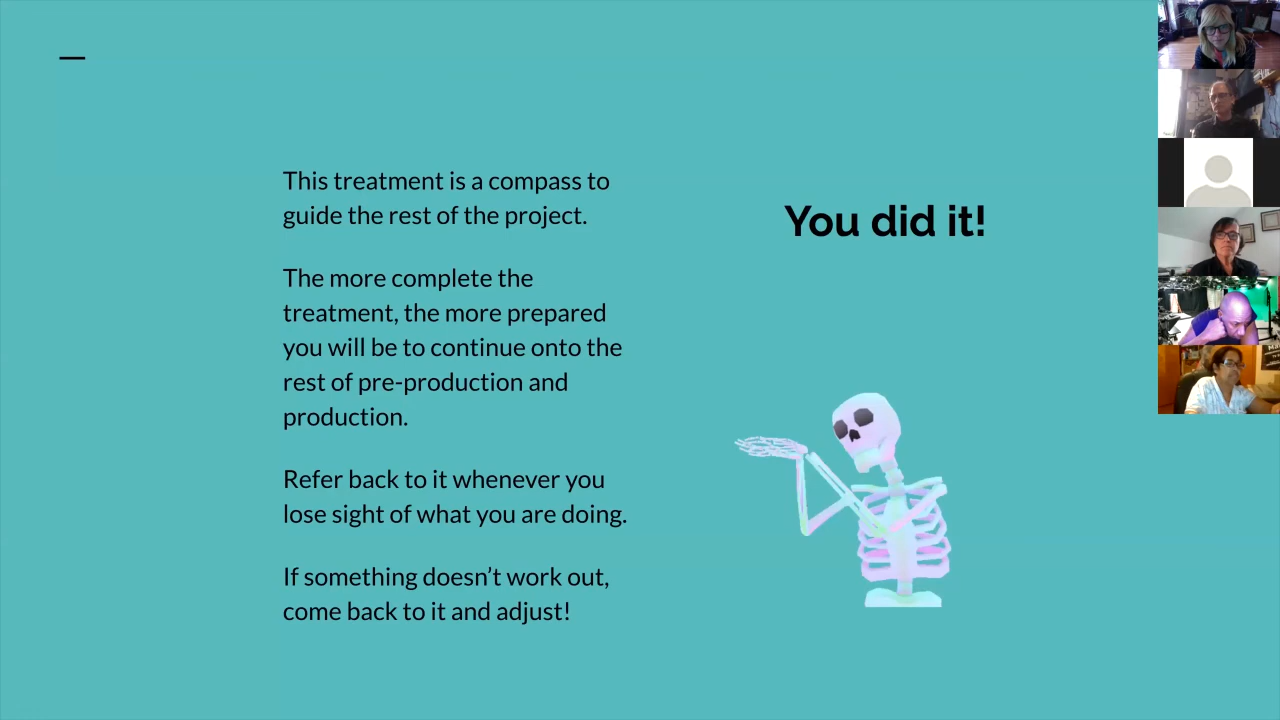 This treatment is a compass to
guide the rest of the project.
The more complete the
treatment, the more prepared
you will be to continue onto the
rest of pre-production and
production.
Refer back to it whenever you
lose sight of what you are doing.
If something doesn’t work out,
come back to it and adjust!
You did it!